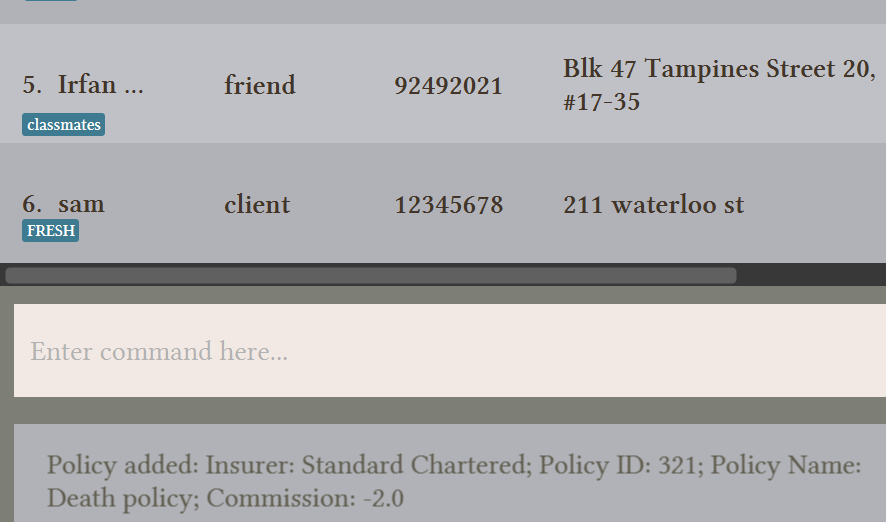 5. Irfan ... friend 92492021 Blk 47 Tampines Street 20,
#17-35
classmates
6. sam client 12345678 211 waterloo st
FRESH
Enter command here...
Policy added: Insurer: Standard Chartered; Policy ID: 321; Policy Name:
Death policy; Commission: -2.0